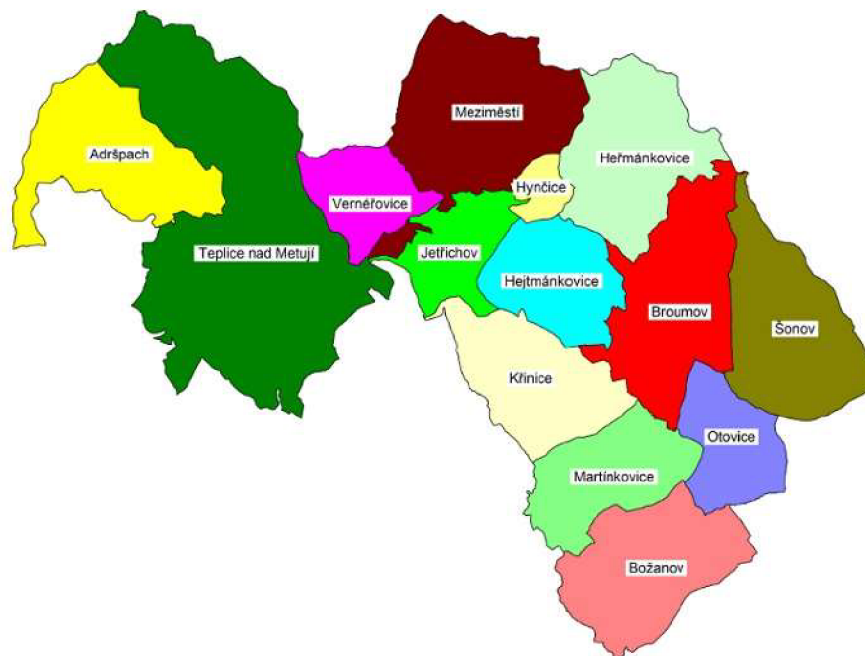 Meziměstí
Adršpach
Heřmánkovice
Hynčice
Verněřovice
Teplice nad Metují
Jetřichov
Hejtmánkovice
Broumov
Šonov
Křinice
Otovice
Martínkovice
Božanov